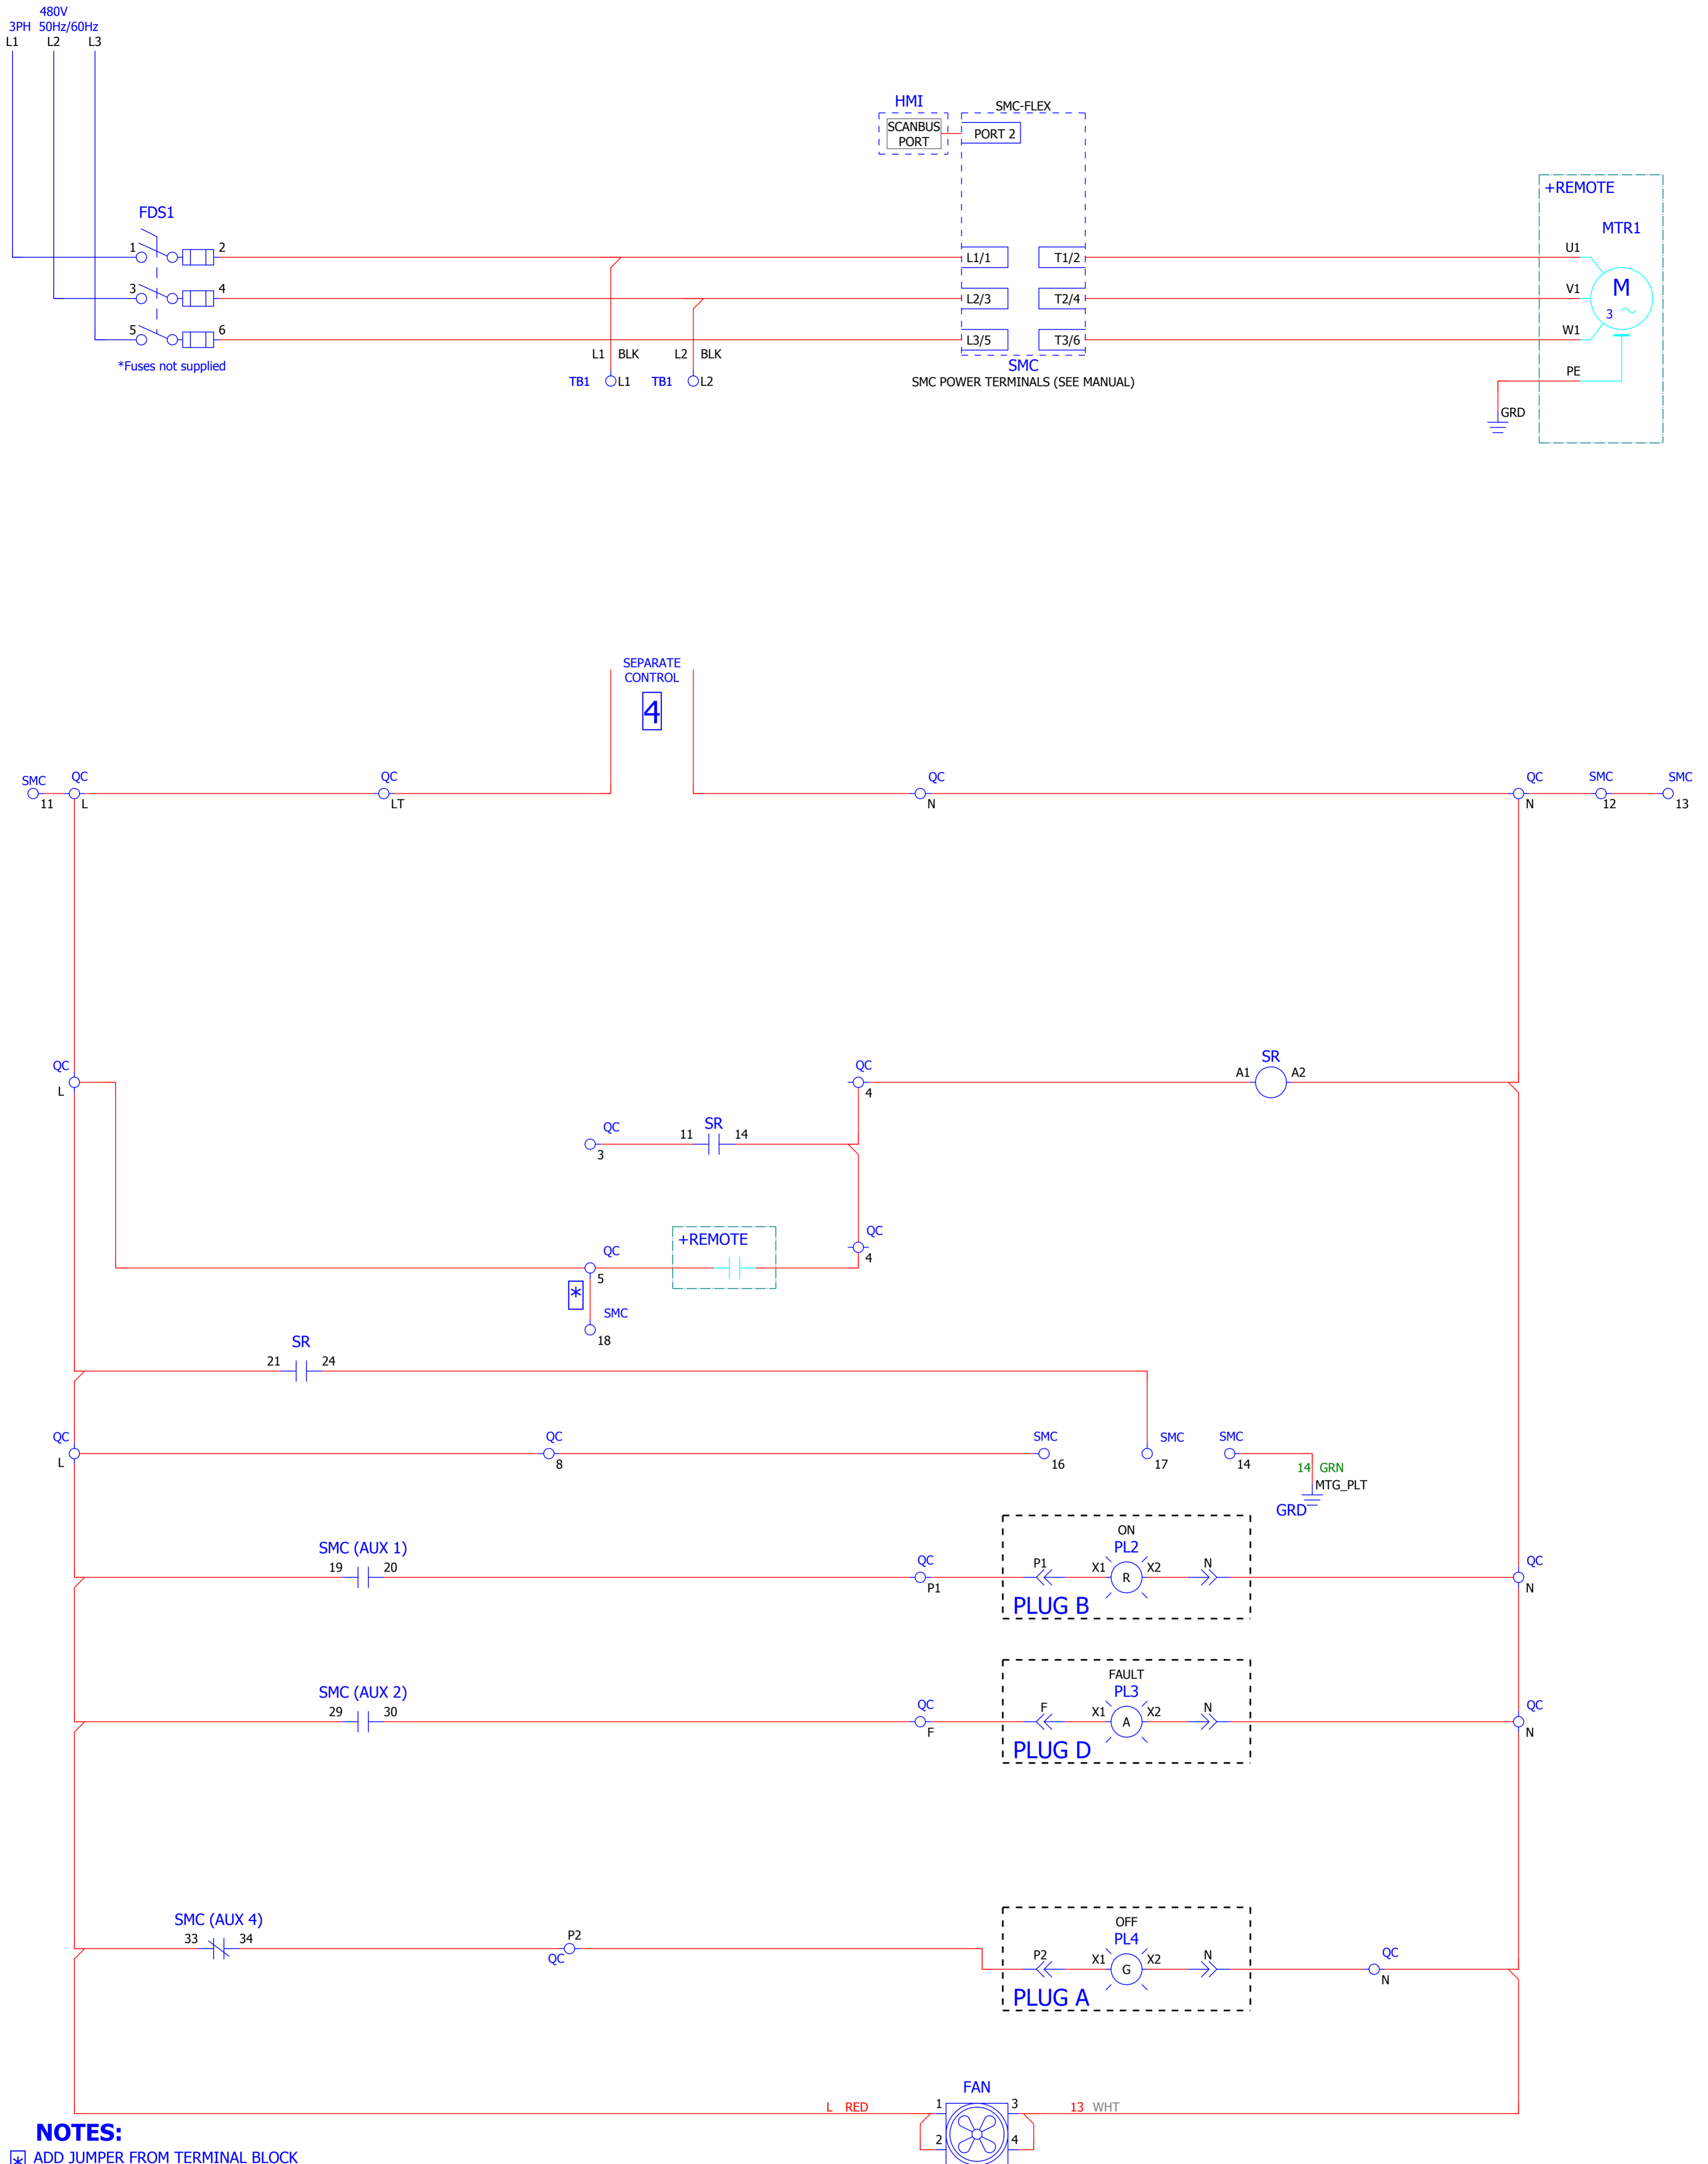 480V
3PH 50Hz/60Hz
L1 L2 L3
HMI
SCANBUS
PORT
SMC-FLEX
PORT 2
+REMOTE
MTR1
FDS1
1 2
3 4
5 6
*Fuses not supplied
L1/1 T1/2
L2/3 T2/4
L3/5 T3/6
U1
V1
W1
PE
M
3
GRD
L1 BLK L2 BLK
TB1 L1 TB1 L2
SMC
SMC POWER TERMINALS (SEE MANUAL)
SEPARATE
CONTROL
4
SMC QC QC QC QC SMC SMC
11 L LT N N 12 13
QC QC SR
L 4 A1 A2
QC SR
3 11 14
QC +REMOTE QC
5 4
*
SMC
18
SR
21 24
QC QC SMC SMC SMC
L 8 16 17 14
14 GRN
MTG_PLT
GRD
SMC (AUX 1)
19 20
QC
P1
ON
PL2
P1 X1 R X2 N
PLUG B
QC
N
SMC (AUX 2)
29 30
QC
F
FAULT
PL3
F X1 A X2 N
PLUG D
QC
N
SMC (AUX 4)
33 34
P2
QC
OFF
PL4
P2 X1 G X2 N
PLUG A
QC
N
FAN
L RED 1 3 13 WHT
2 4
NOTES:
* ADD JUMPER FROM TERMINAL BLOCK